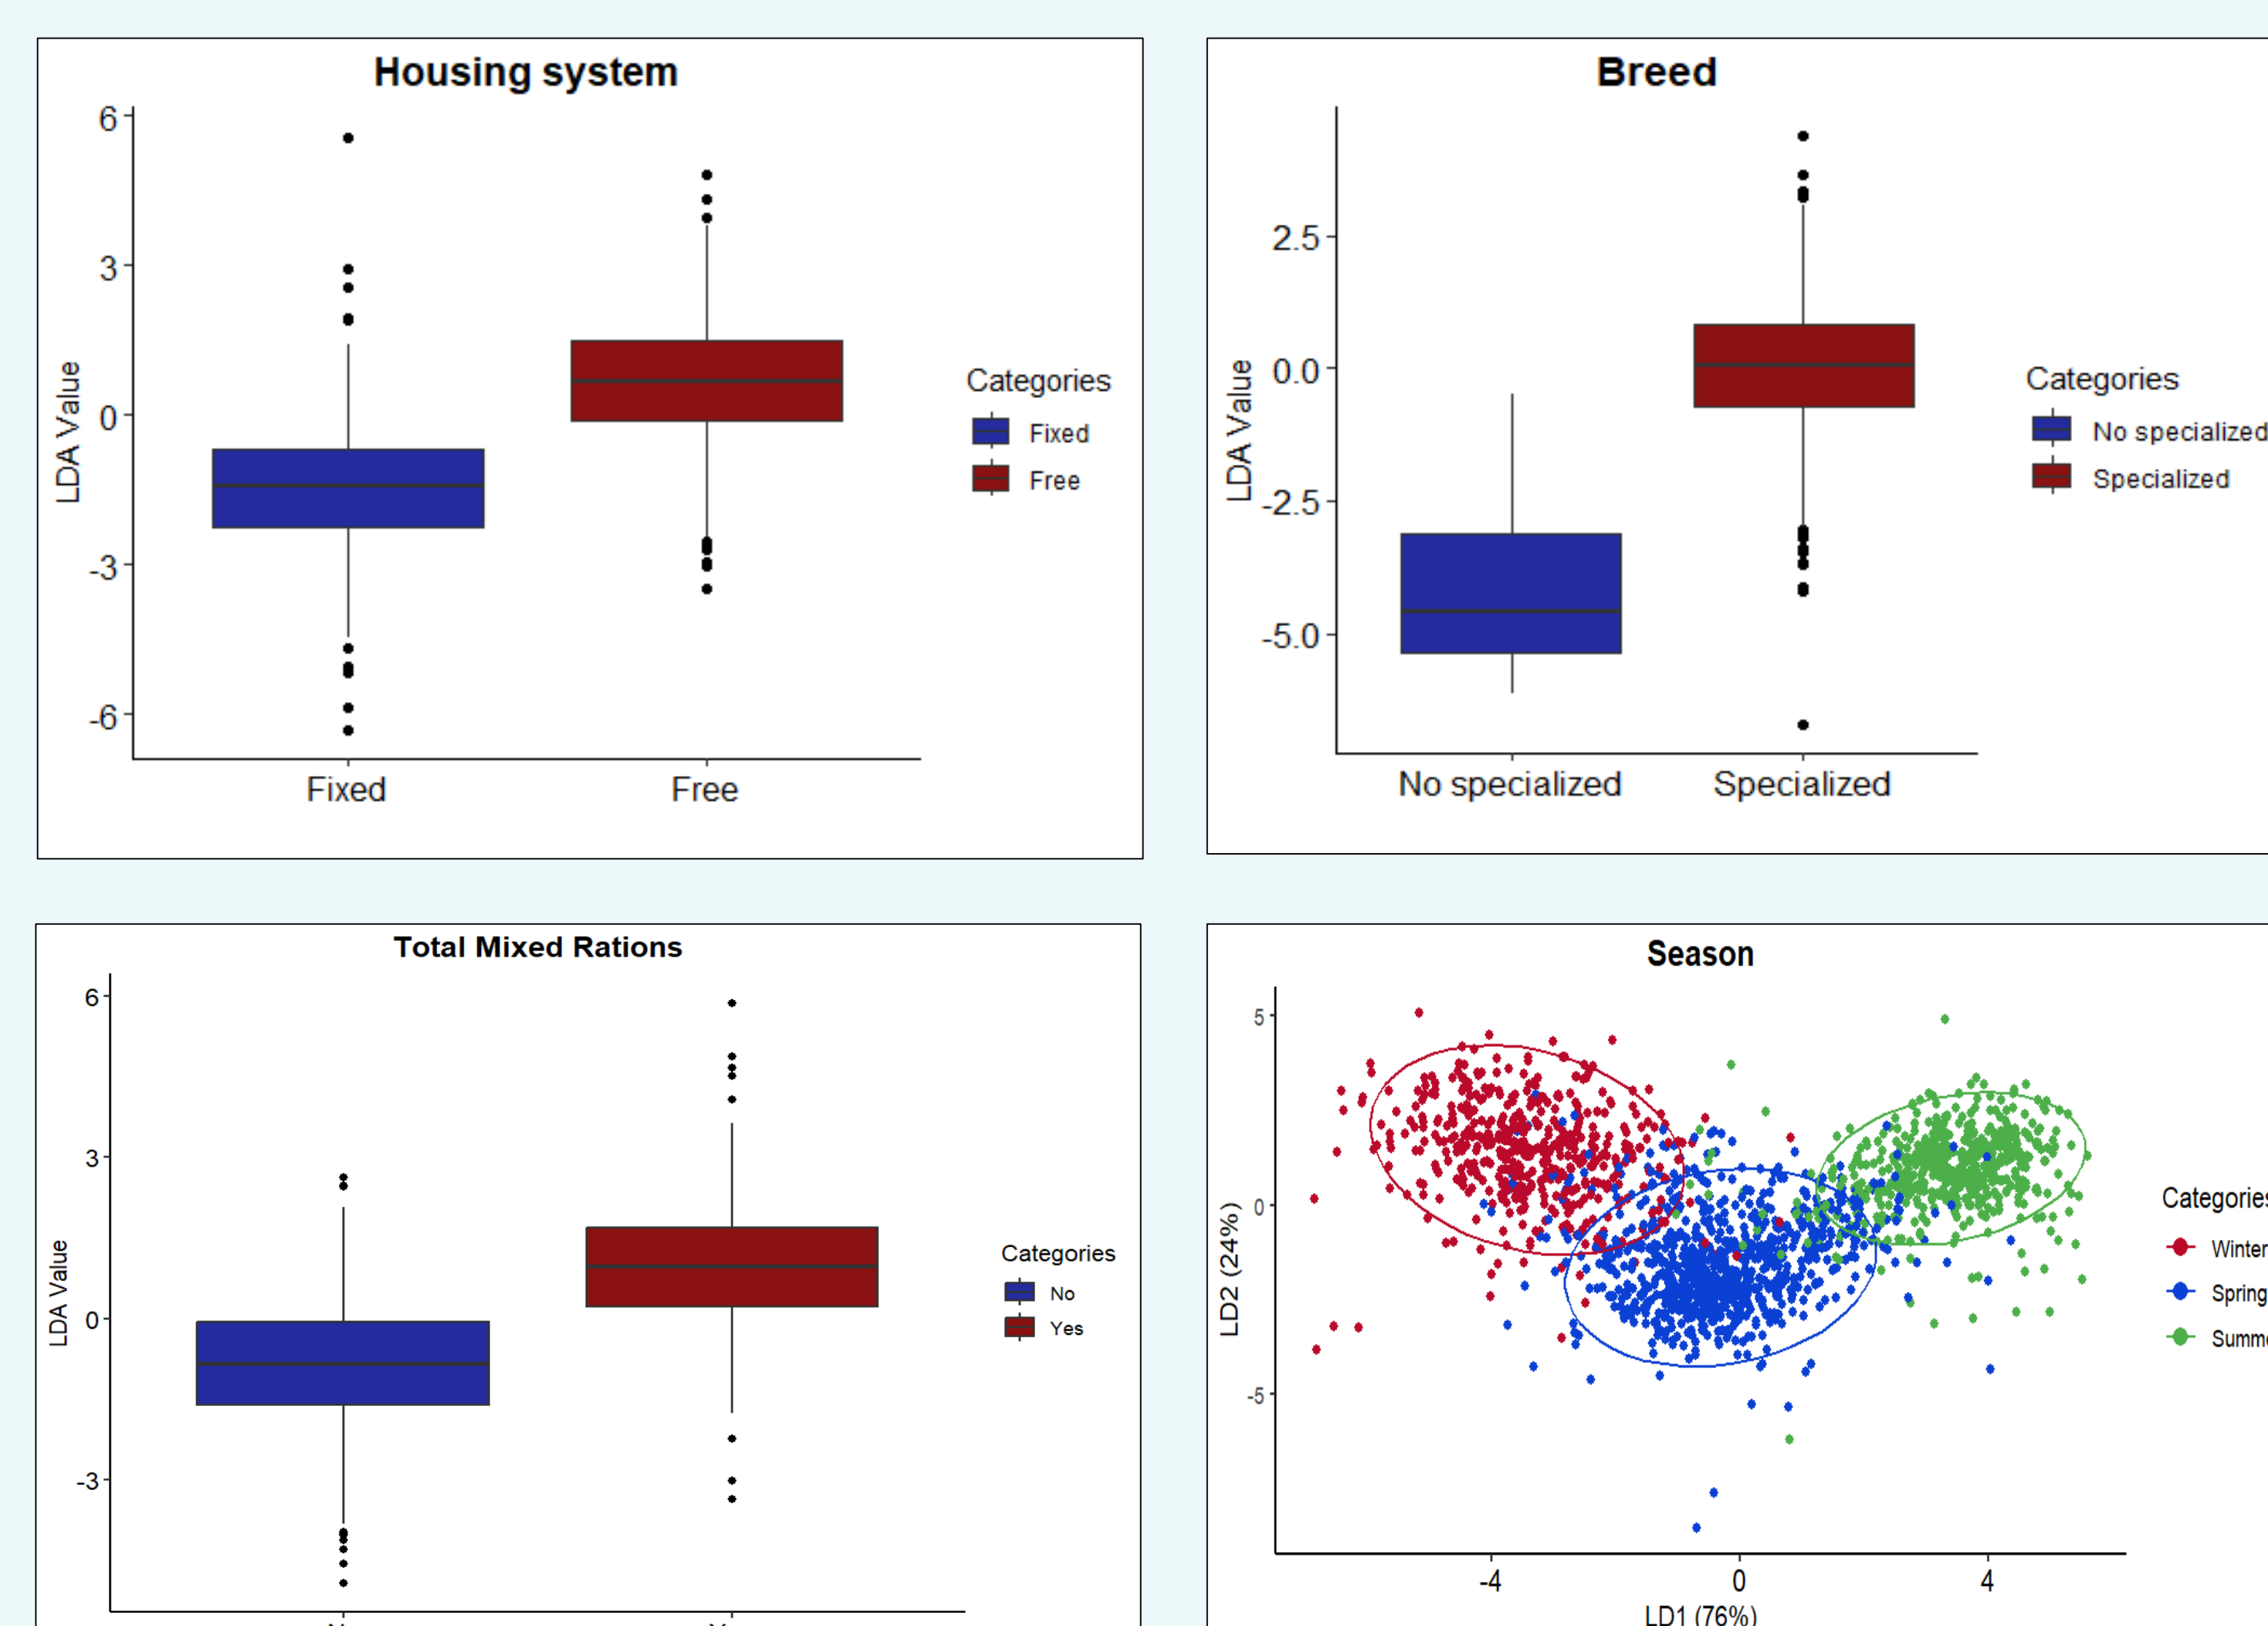 Housing system
6
3
0
-3
-6
LDA Value
Fixed
Free
Categories
Fixed
Free
Breed
2.5
0.0
-2.5
-5.0
LDA Value
No specialized
Specialized
Categories
No specialized
Specialized
Total Mixed Rations
6
3
0
-3
LDA Value
Categories
No
Yes
Season
5
0
-5
LD2 (24%)
-4
0
4
LD1 (76%)
Categories
Winter
Spring